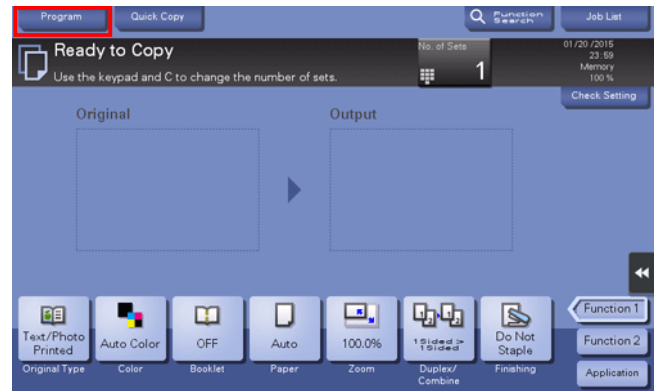 Program
Quick Copy
Function
Search
Job List
Ready to Copy
Use the keypad and C to change the number of sets.
No. of Sets
1
01/20/2015
23:59
Memory
100 %
Check Setting
Original
Output
Text/Photo
Printed
Auto Color
OFF
Auto
100.0%
1Sided >
1Sided
Do Not
Staple
Original Type
Color
Booklet
Paper
Zoom
Duplex/
Combine
Finishing
Function 1
Function 2
Application